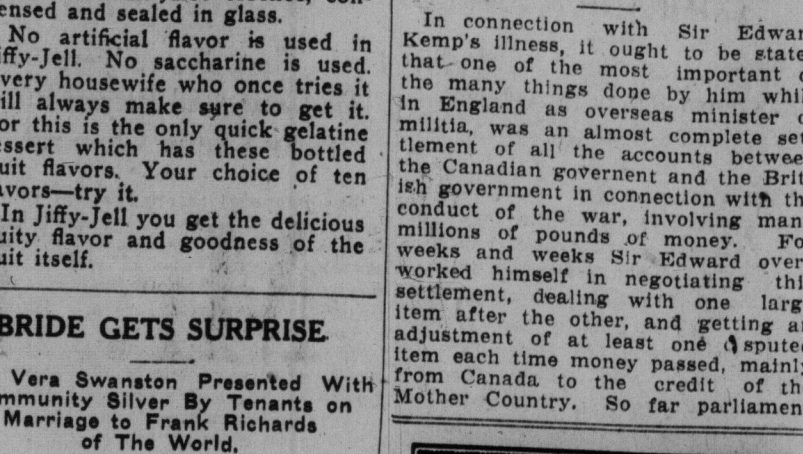 ensed and sealed in glass.
No artificial flavor is used in
iffy-Jell. No saccharine is used.
very housewife who once tries it
ill always make sure to get it.
or this is the only quick gelatine
essert which has these bottled
uit flavors. Your choice of ten
avors—try it.
In Jiffy-Jell you get the delicious
uity flavor and goodness of the
uit itself.
BRIDE GETS SURPRISE
Vera Swanston Presented With
mmunity Silver By Tenants on
Marriage to Frank Richards
of The World.
In connection with Sir Edwar
Kemp's illness, it ought to be state
that one of the most important o
the many things done by him whil
in England as overseas minister o
militia, was an almost complete set
tlement of all the accounts betwee
the Canadian governent and the Brit
ish government in connection with th
conduct of the war, involving man
millions of pounds of money. Fo
weeks and weeks Sir Edward over
worked himself in negotiating thi
settlement, dealing with one larg
item after the other, and getting a
adjustment of at least one d sputed
item each time money passed, mainly
from Canada to the credit of th
Mother Country. So far parliamen